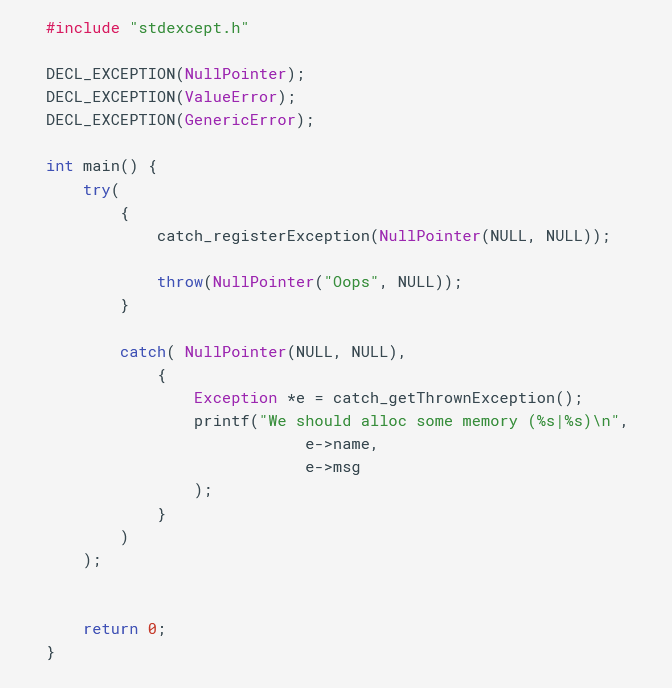 #include "stdexcept.h"

DECL_EXCEPTION(NullPointer);
DECL_EXCEPTION(ValueError);
DECL_EXCEPTION(GenericError);

int main() {
    try(
        {
            catch_registerException(NullPointer(NULL, NULL));

            throw(NullPointer("Oops", NULL));
        }

        catch( NullPointer(NULL, NULL),
            {
                Exception *e = catch_getThrownException();
                printf("We should alloc some memory (%s|%s)\n",
                            e->name,
                            e->msg
                );
            }
        )
    );


    return 0;
}